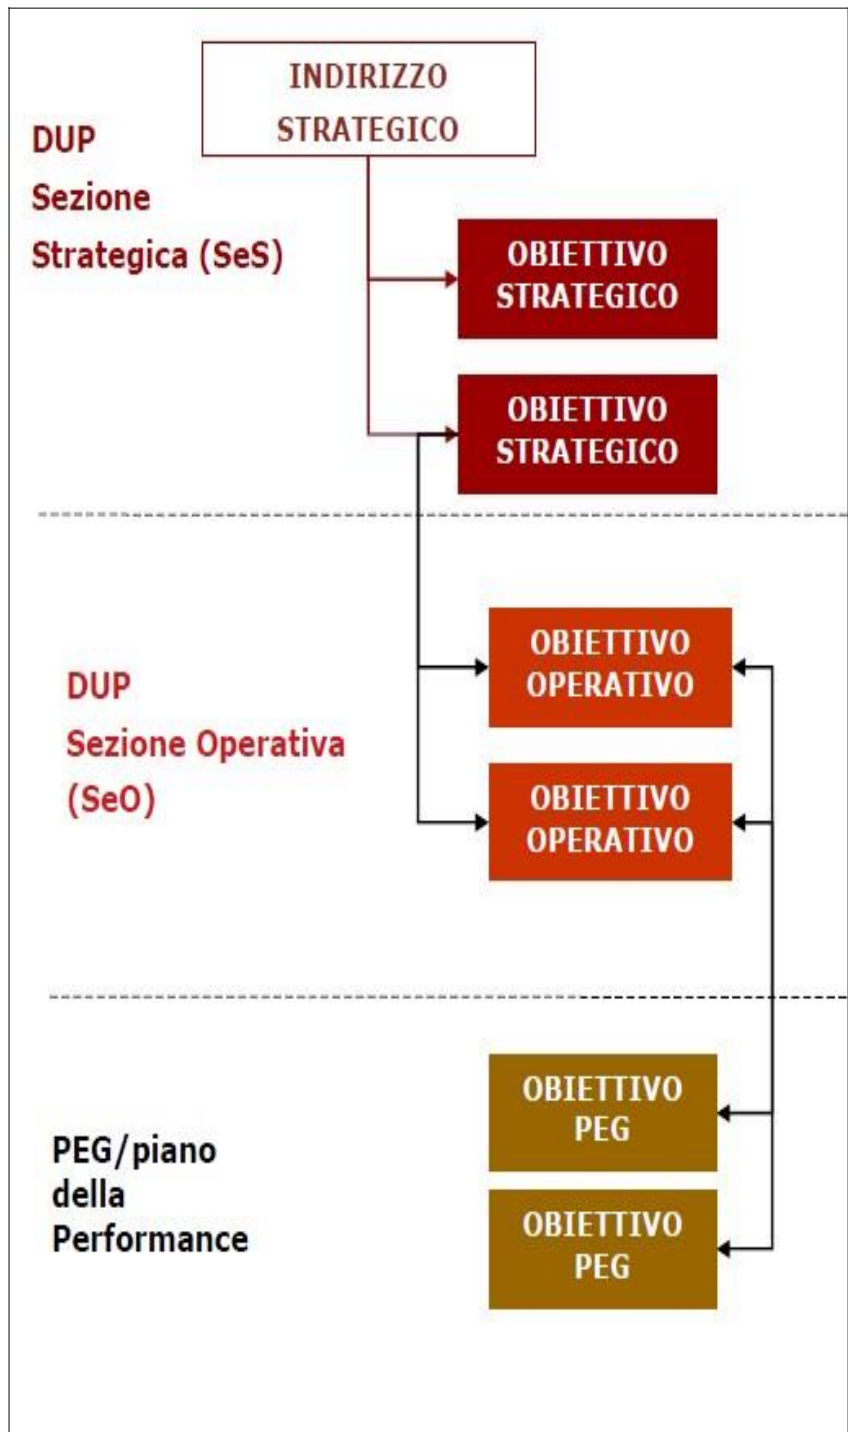 INDIRIZZO
STRATEGICO
DUP
Sezione
Strategica (SeS)
OBIETTIVO
STRATEGICO
OBIETTIVO
STRATEGICO
DUP
Sezione Operativa
(SeO)
OBIETTIVO
OPERATIVO
OBIETTIVO
OPERATIVO
PEG/piano
della
Performance
OBIETTIVO
PEG
OBIETTIVO
PEG